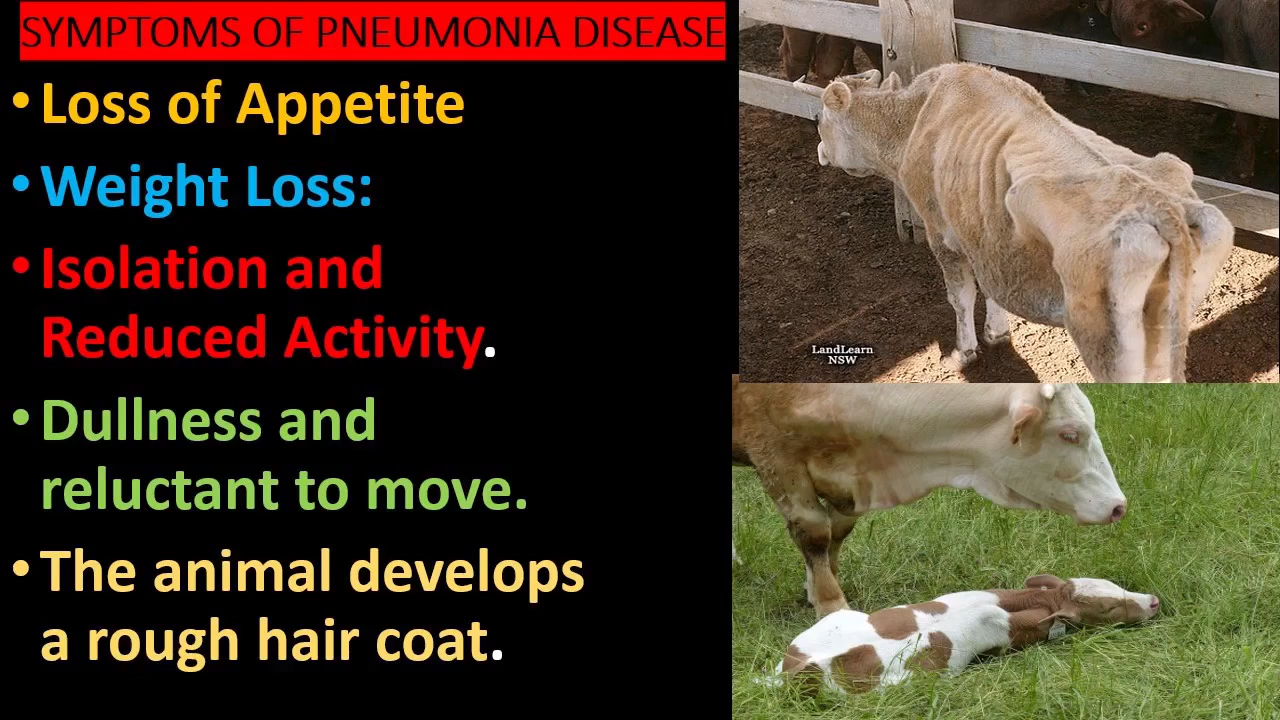 SYMPTOMS OF PNEUMONIA DISEASE
•Loss of Appetite
•Weight Loss:
•Isolation and
Reduced Activity.
•Dullness and
reluctant to move.
•The animal develops
a rough hair coat.
LandLearn
NSW